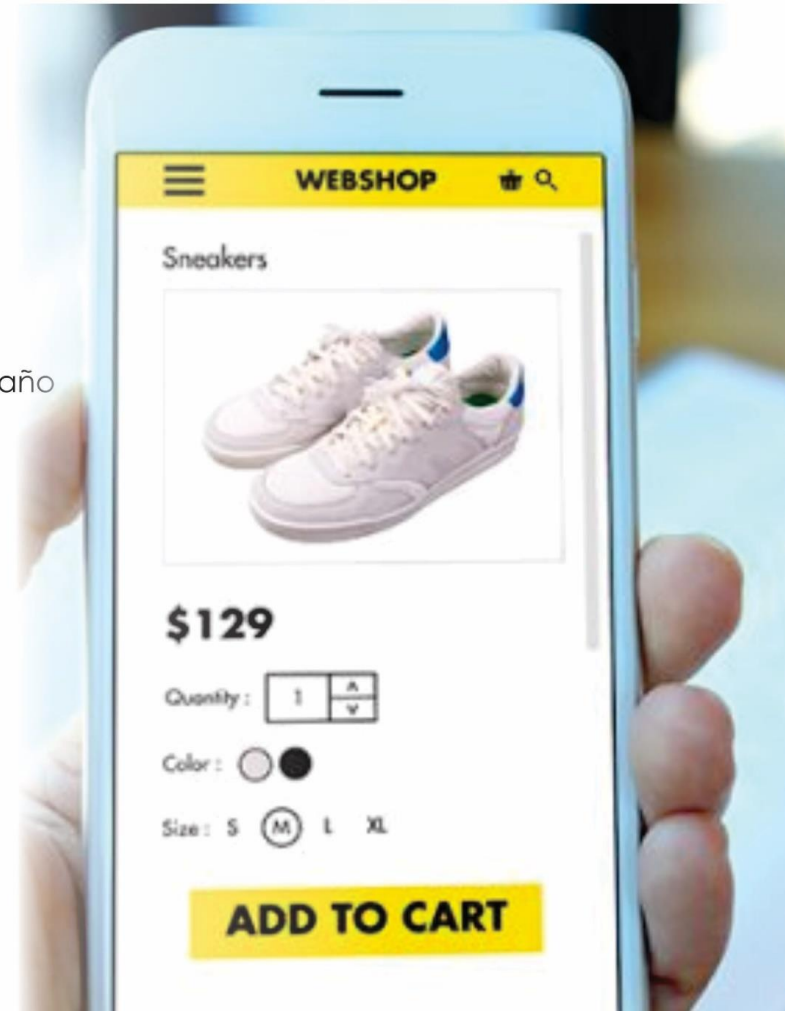 WEBSHOP
Sneakers
año
$129
Quantity : 1
Color :
Size : S M L XL
ADD TO CART